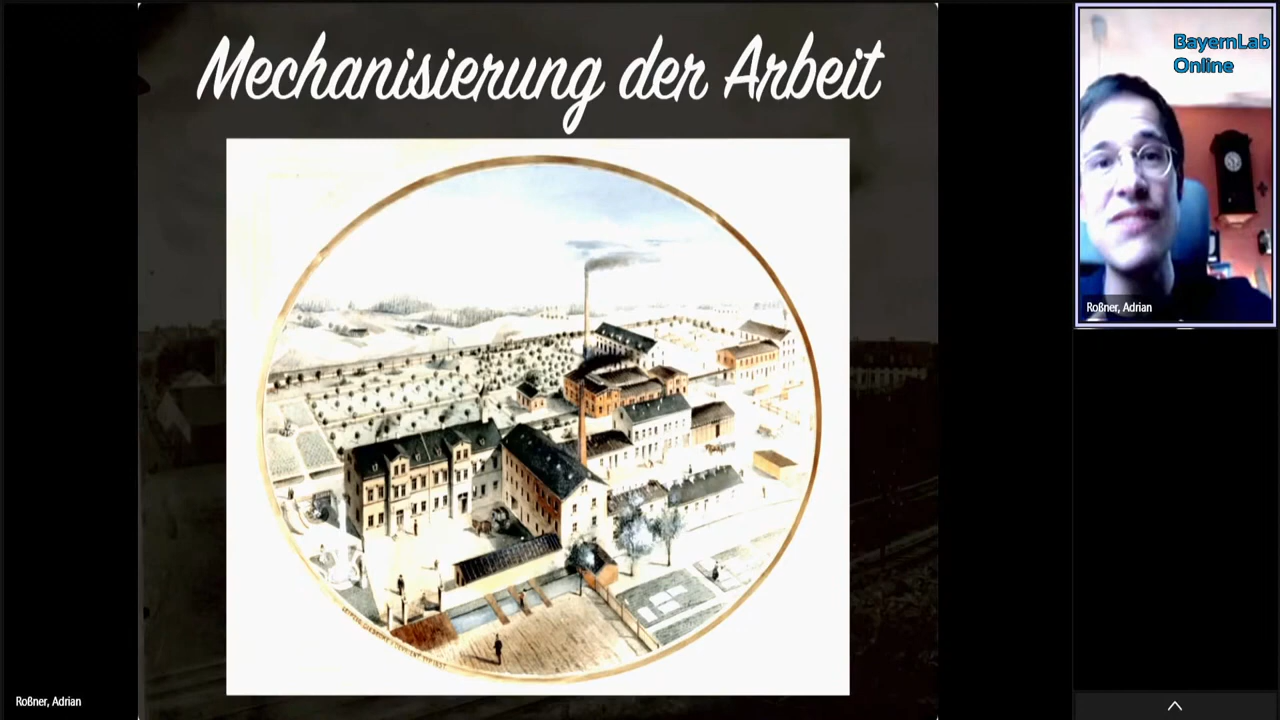 Mechanisierung der Arbeit
BayernLab
Online
Roßner, Adrian
Roßner, Adrian